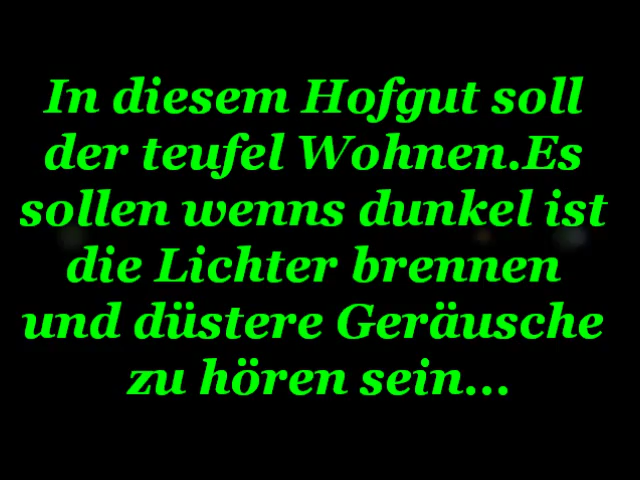 In diesem Hofgut soll
der teufel Wohnen.Es
sollen wenns dunkel ist
die Lichter brennen
und düstere Geräusche
zu hören sein...